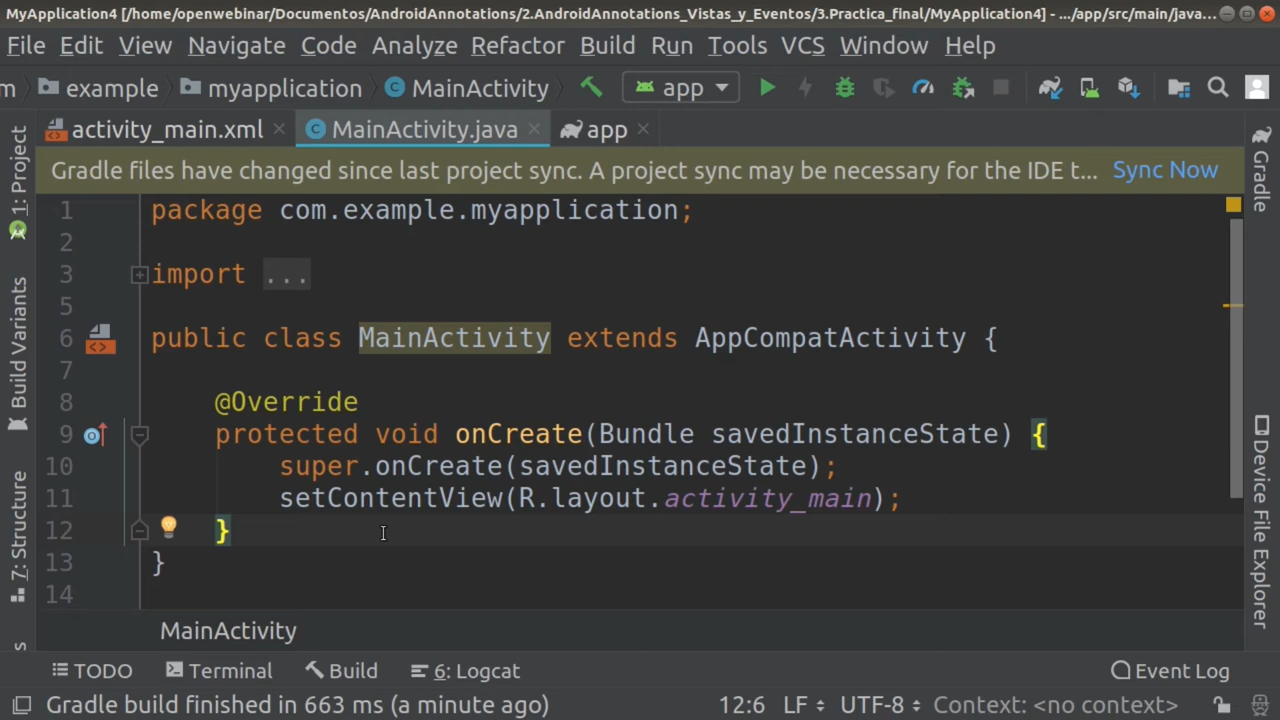 MyApplication4 [/home/openwebinar/Documentos/AndroidAnnotations/2.AndroidAnnotations_Vistas_y_Eventos/3.Practica_final/MyApplication4] - .../app/src/main/java...
File Edit View Navigate Code Analyze Refactor Build Run Tools VCS Window Help
m example myapplication MainActivity app
activity_main.xml MainActivity.java app
Gradle files have changed since last project sync. A project sync may be necessary for the IDE t... Sync Now
1 package com.example.myapplication;
2
3 import ...
5
6 public class MainActivity extends AppCompatActivity {
7
8 @Override
9 protected void onCreate(Bundle savedInstanceState) {
10 super.onCreate(savedInstanceState);
11 setContentView(R.layout.activity_main);
12 }
13 }
14
MainActivity
1: Project
Build Variants
7: Structure
s
Gradle
Device File Explorer
TODO Terminal Build 6: Logcat Event Log
Gradle build finished in 663 ms (a minute ago) 12:6 LF UTF-8 Context: <no context>